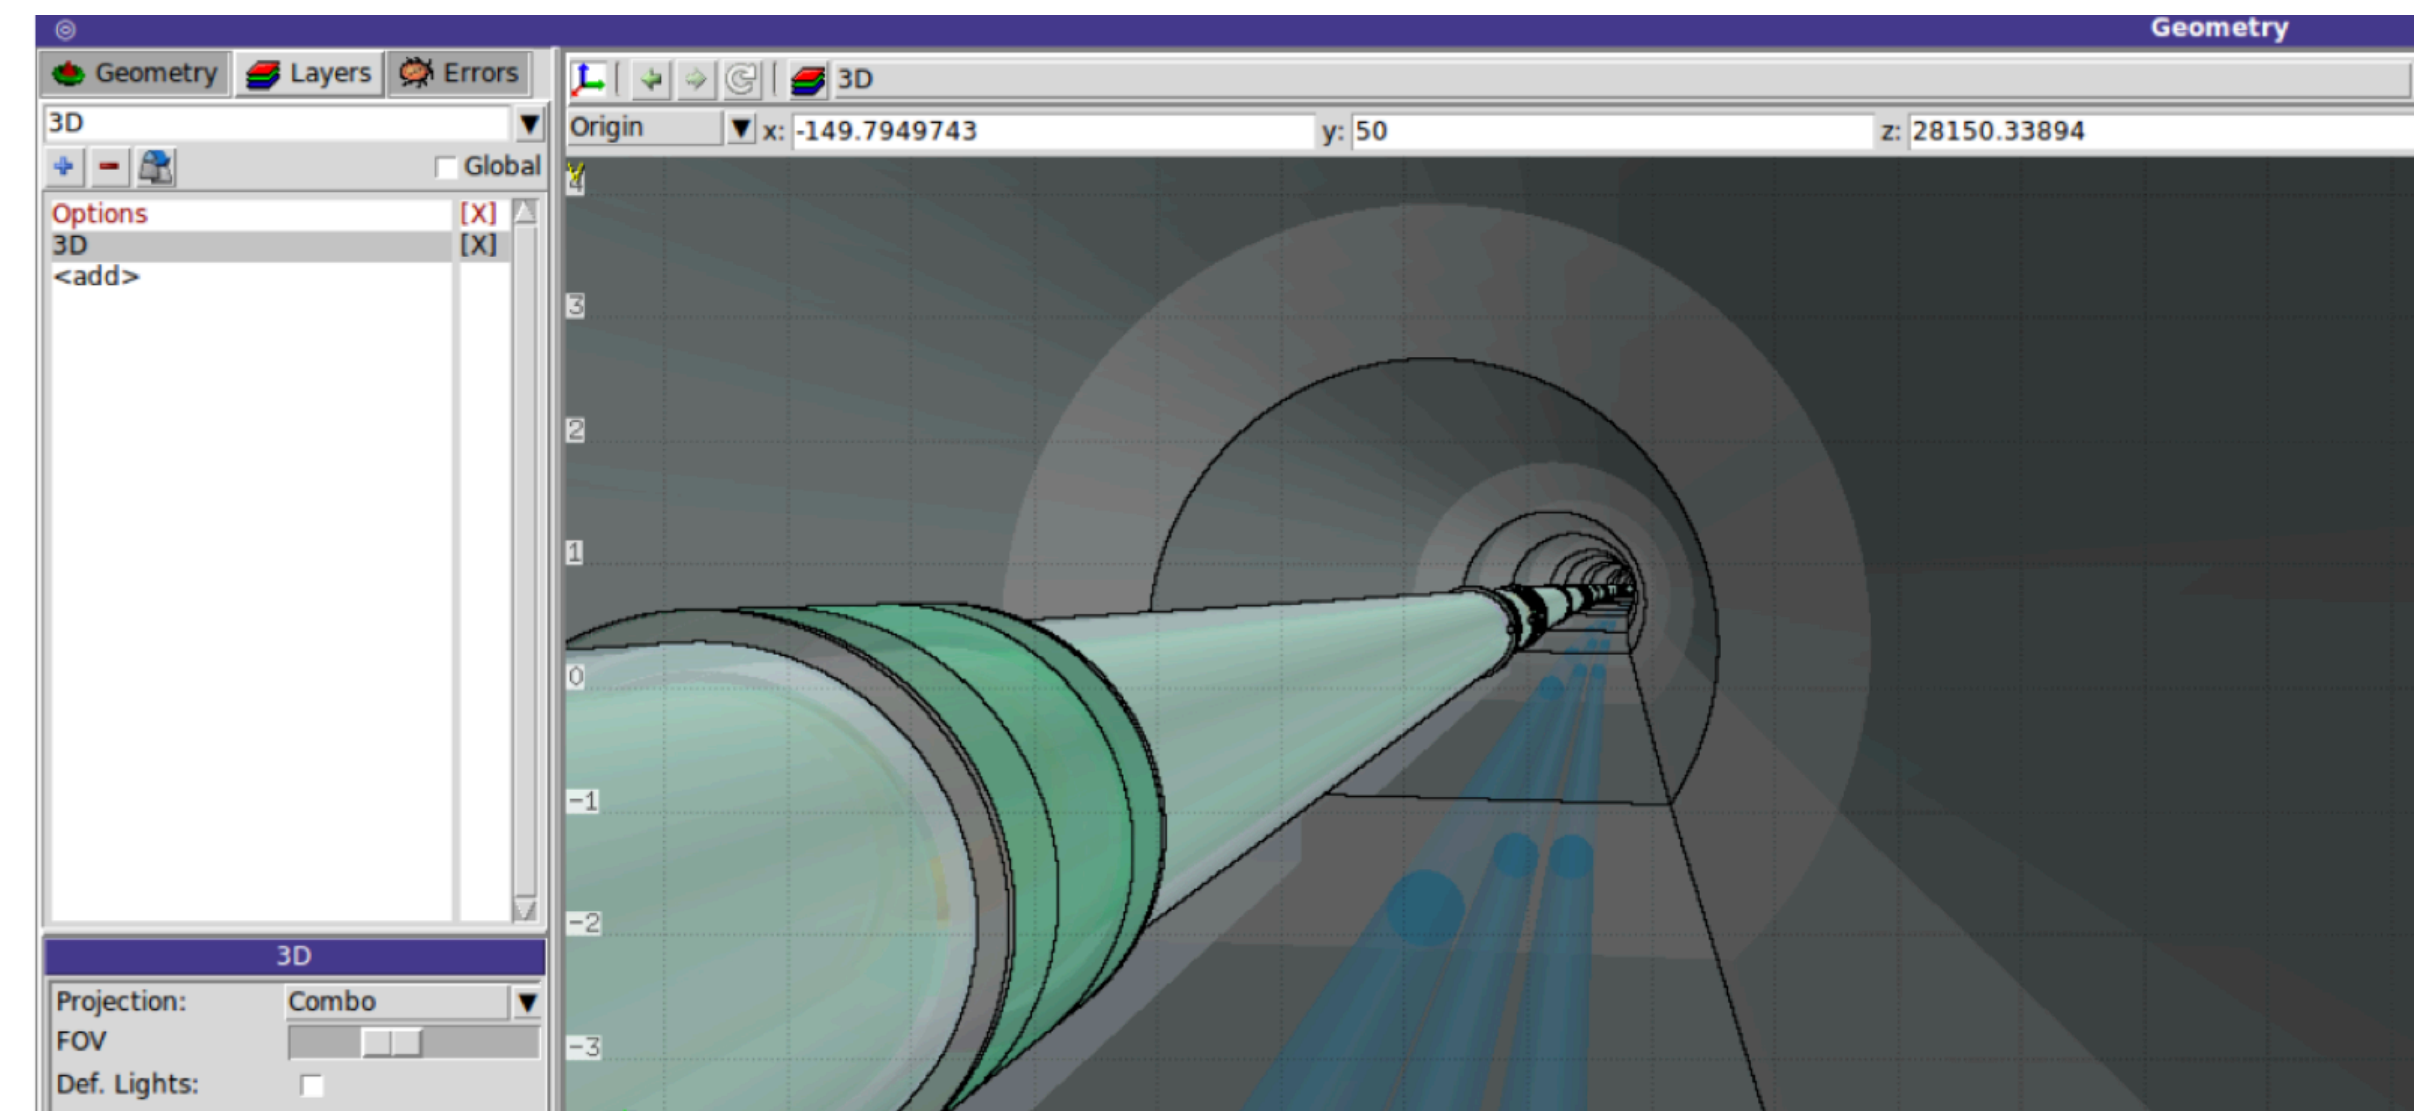 Geometry
Geometry Layers Errors
3D
3D
Origin x: -149.7949743 y: 50 z: 28150.33894
Global
Options [X]
3D [X]
<add>
Y
4
3
2
1
0
-1
-2
-3
3D
Projection: Combo
FOV
Def. Lights: